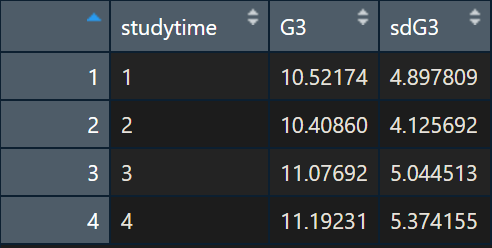 studytime G3 sdG3
1 1 10.52174 4.897809
2 2 10.40860 4.125692
3 3 11.07692 5.044513
4 4 11.19231 5.374155